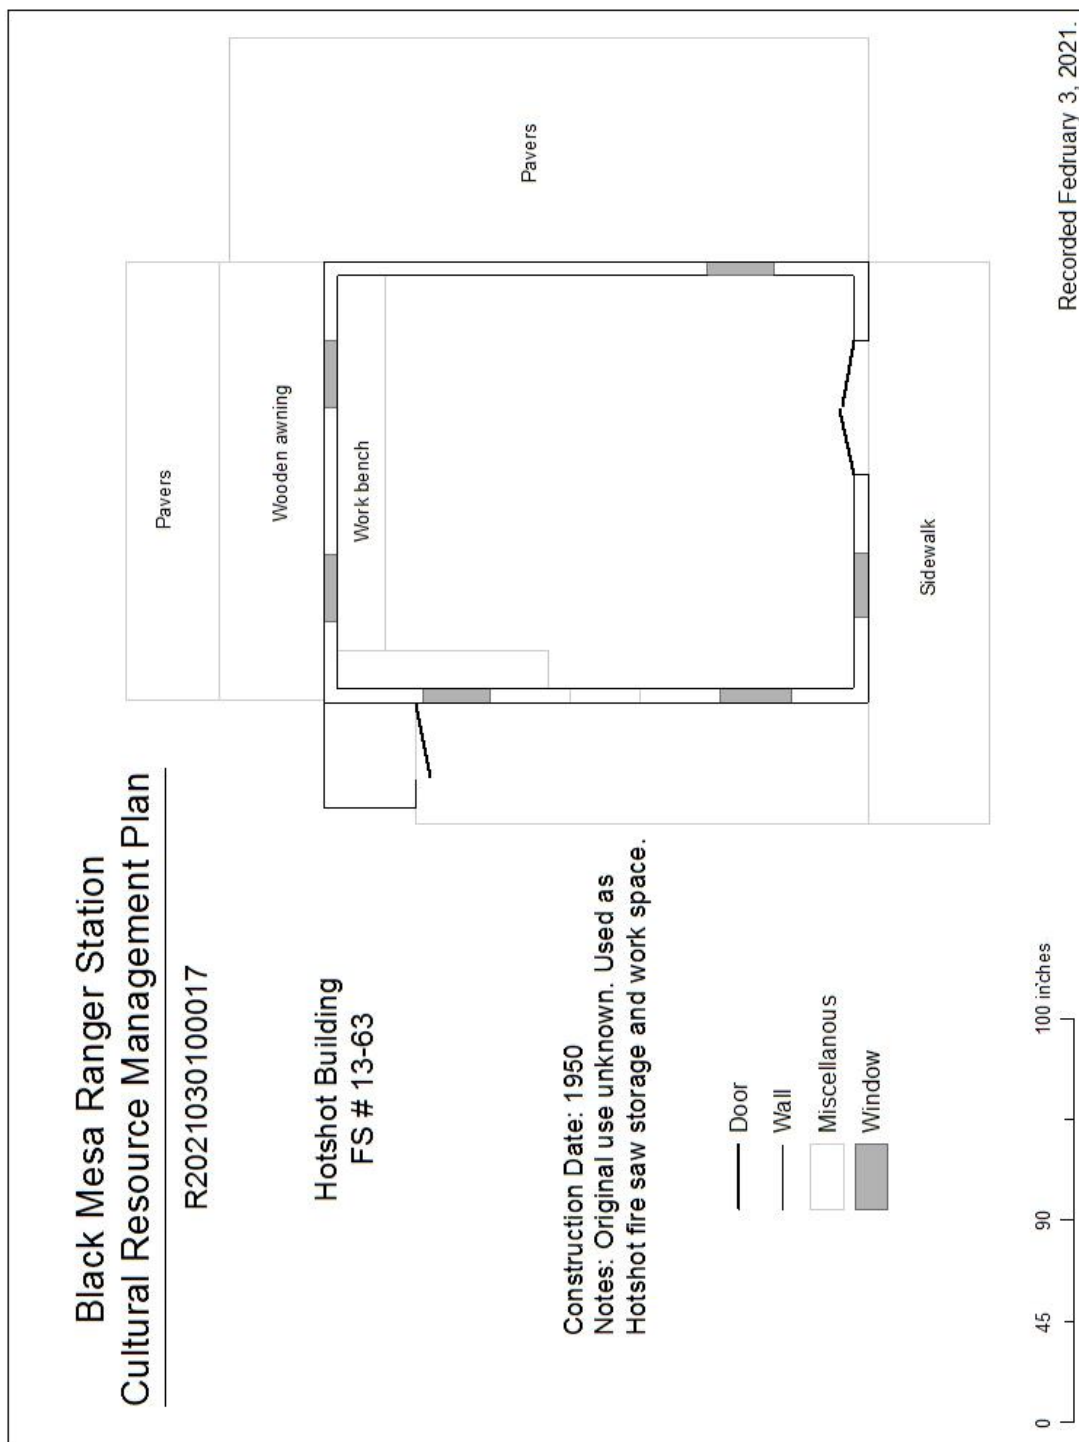 Black Mesa Ranger Station
Cultural Resource Management Plan
R2021030100017
Hotshot Building
FS # 13-63
Construction Date: 1950
Notes: Original use unknown. Used as
Hotshot fire saw storage and work space.
Door
Wall
Miscellanous
Window
0 45 90 100 inches
Pavers
Wooden awning
Work bench
Pavers
Sidewalk
Recorded Fedruary 3, 2021.